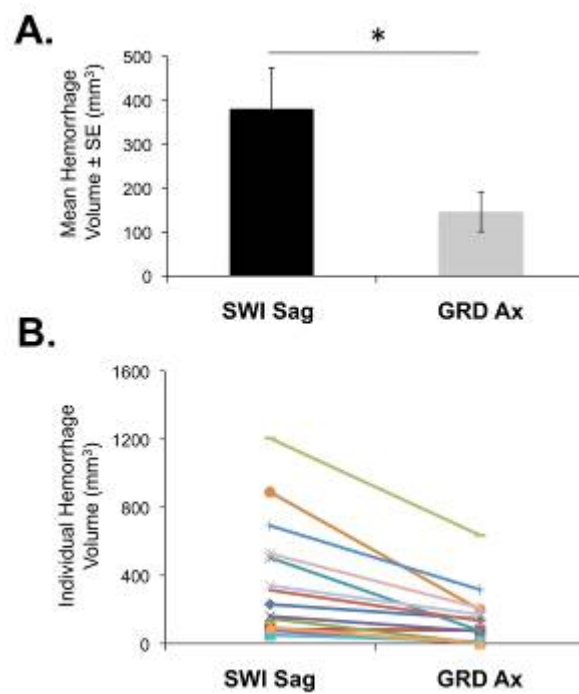 A.
*
Mean Hemorrhage
Volume ± SE (mm³)
500
400
300
200
100
0
SWI Sag
GRD Ax
B.
Individual Hemorrhage
Volume (mm³)
1600
1200
800
400
0
SWI Sag
GRD Ax